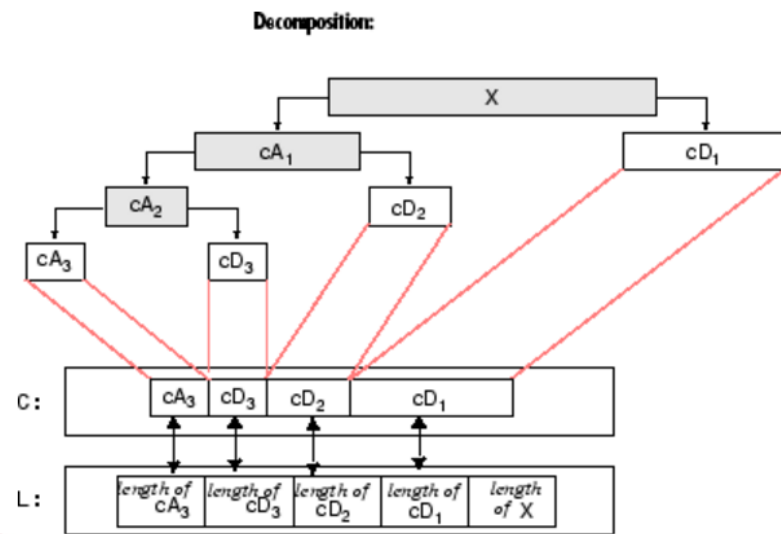 Decomposition:
X
cA₁ cD₁
cA₂ cD₂
cA₃ cD₃
C: cA₃ cD₃ cD₂ cD₁
L: length of cA₃ length of cD₃ length of cD₂ length of cD₁ length of X